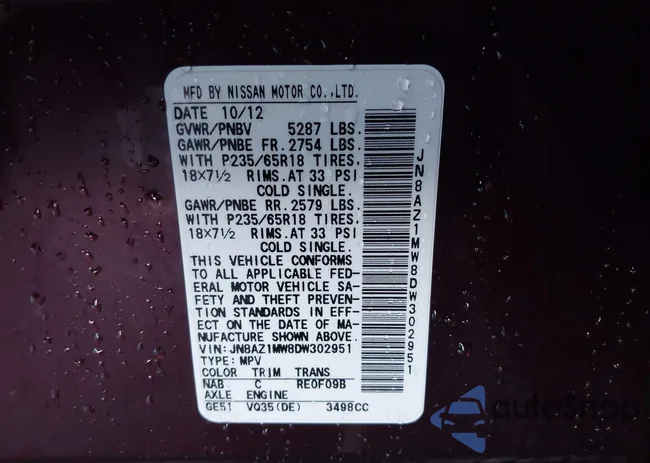 MFD BY NISSAN MOTOR CO.,LTD.
DATE 10/12
GVWR/PNBV 5287 LBS.
GAWR/PNBE FR. 2754 LBS.
WITH P235/65R18 TIRES,
18X7½ RIMS.AT 33 PSI
COLD SINGLE.
GAWR/PNBE RR. 2579 LBS.
WITH P235/65R18 TIRES,
18X7½ RIMS.AT 33 PSI
COLD SINGLE.
THIS VEHICLE CONFORMS
TO ALL APPLICABLE FED-
ERAL MOTOR VEHICLE SA-
FETY AND THEFT PREVEN-
TION STANDARDS IN EFF-
ECT ON THE DATE OF MA-
NUFACTURE SHOWN ABOVE.
VIN: JN8AZ1MW8DW302951
TYPE: MPV
COLOR TRIM TRANS
NAB C RE0F09B
AXLE ENGINE
GE51 VQ35(DE) 3498CC
JN8AZ1MW8DW302951
autoShop